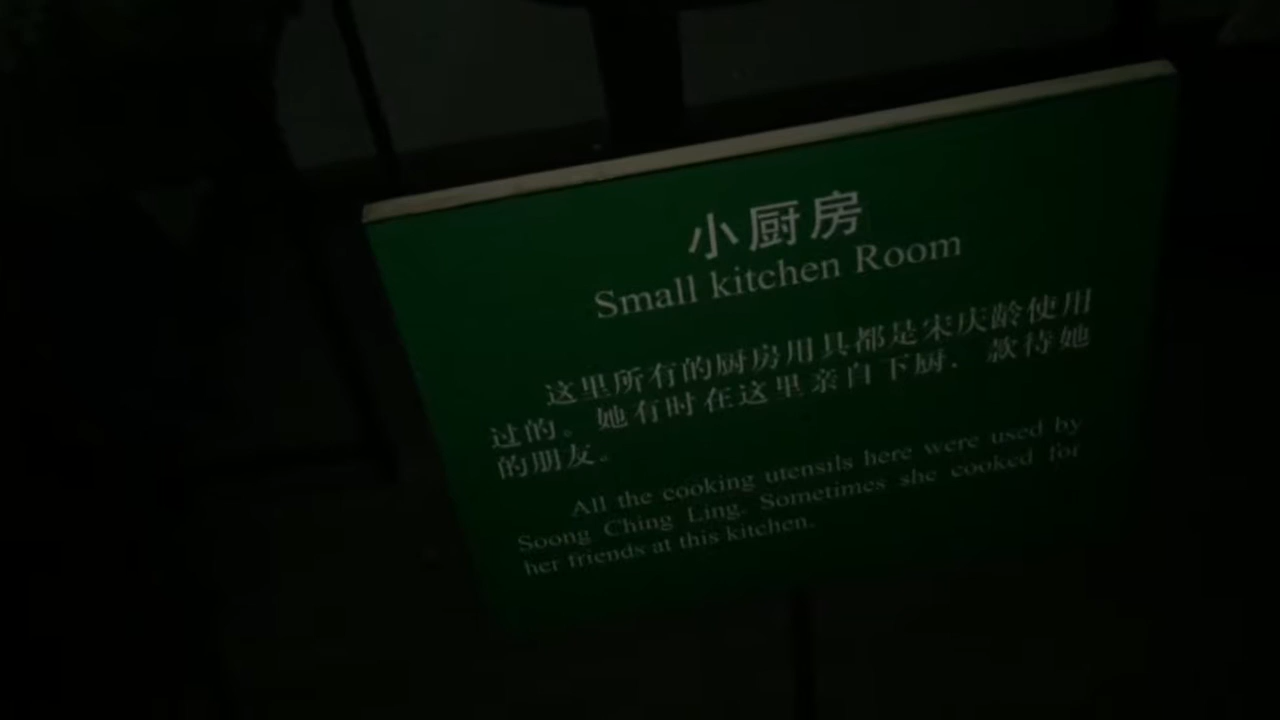 小厨房
Small kitchen Room
这里所有的厨房用具都是宋庆龄使用
过的。她有时在这里亲自下厨. 款待她
的朋友。
All the cooking utensils here were used by
Soong Ching Ling. Sometimes she cooked for
her friends at this kitchen.